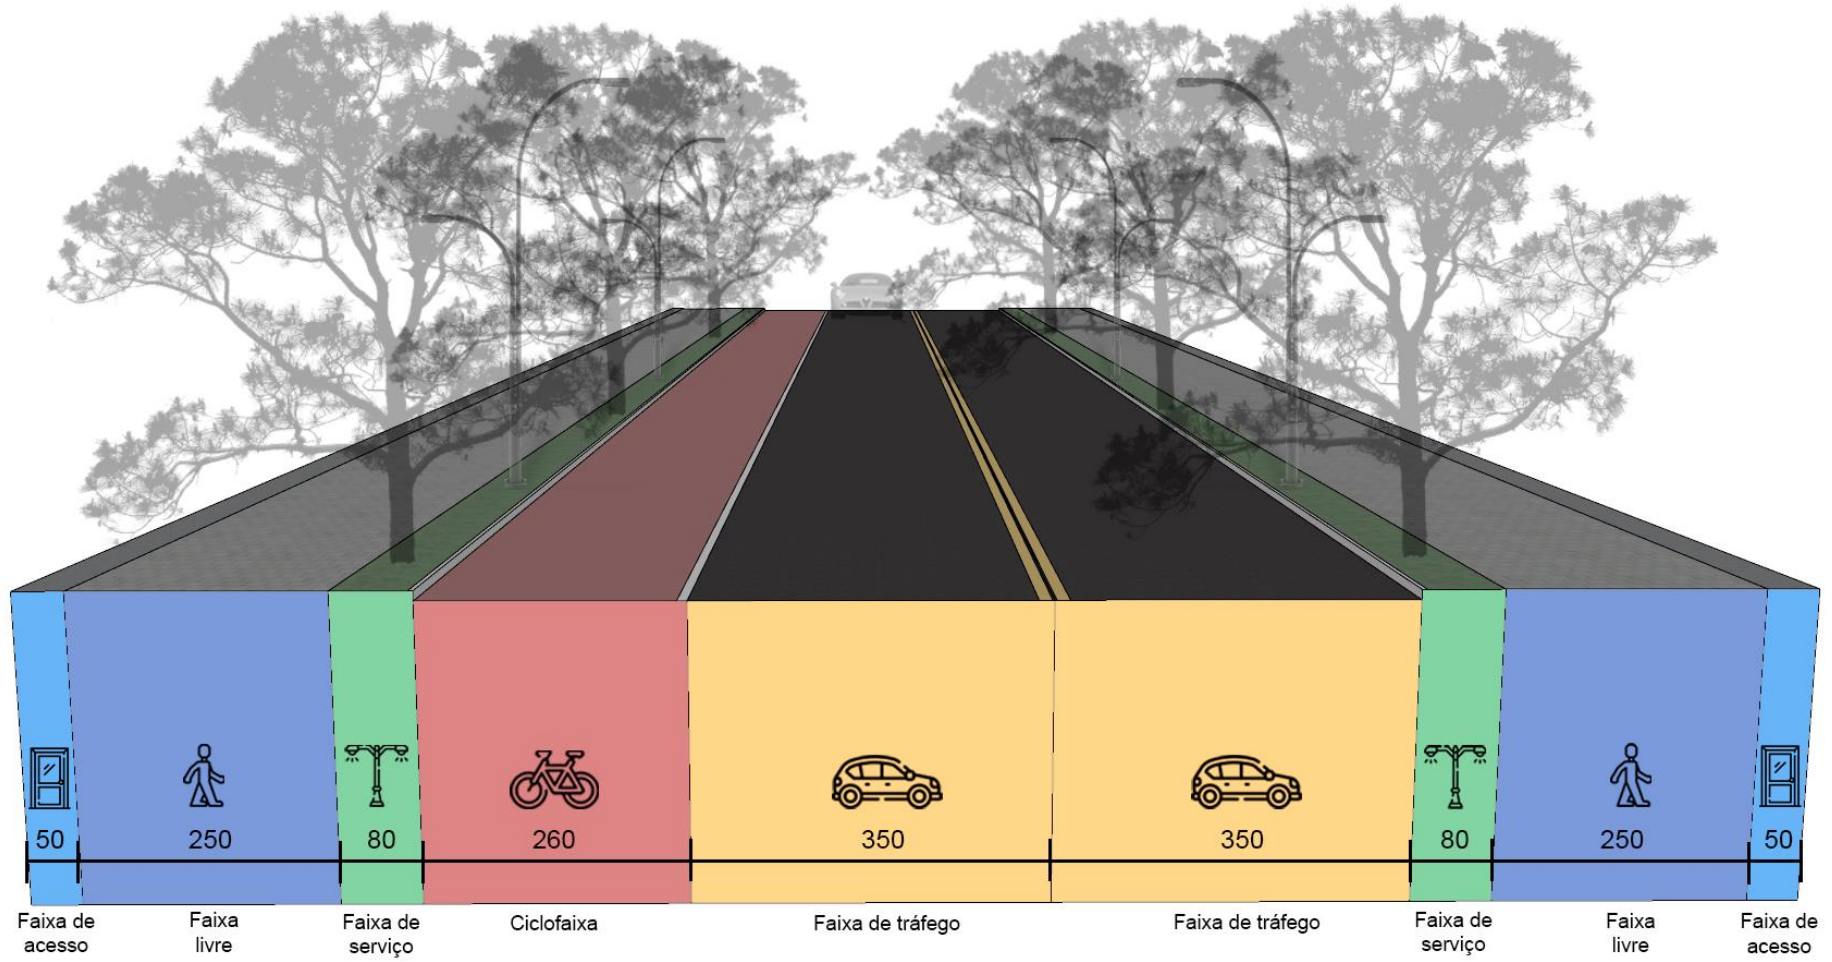 50 250 80 260 350 350 80 250 50
Faixa de acesso
Faixa livre
Faixa de serviço
Ciclofaixa
Faixa de tráfego
Faixa de tráfego
Faixa de serviço
Faixa livre
Faixa de acesso